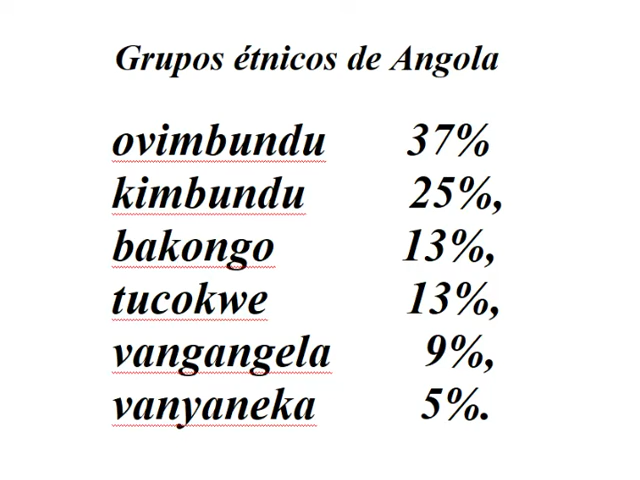 Grupos étnicos de Angola
ovimbundu 37%
kimbundu 25%,
bakongo 13%,
tucokwe 13%,
vangangela 9%,
vanyaneka 5%.